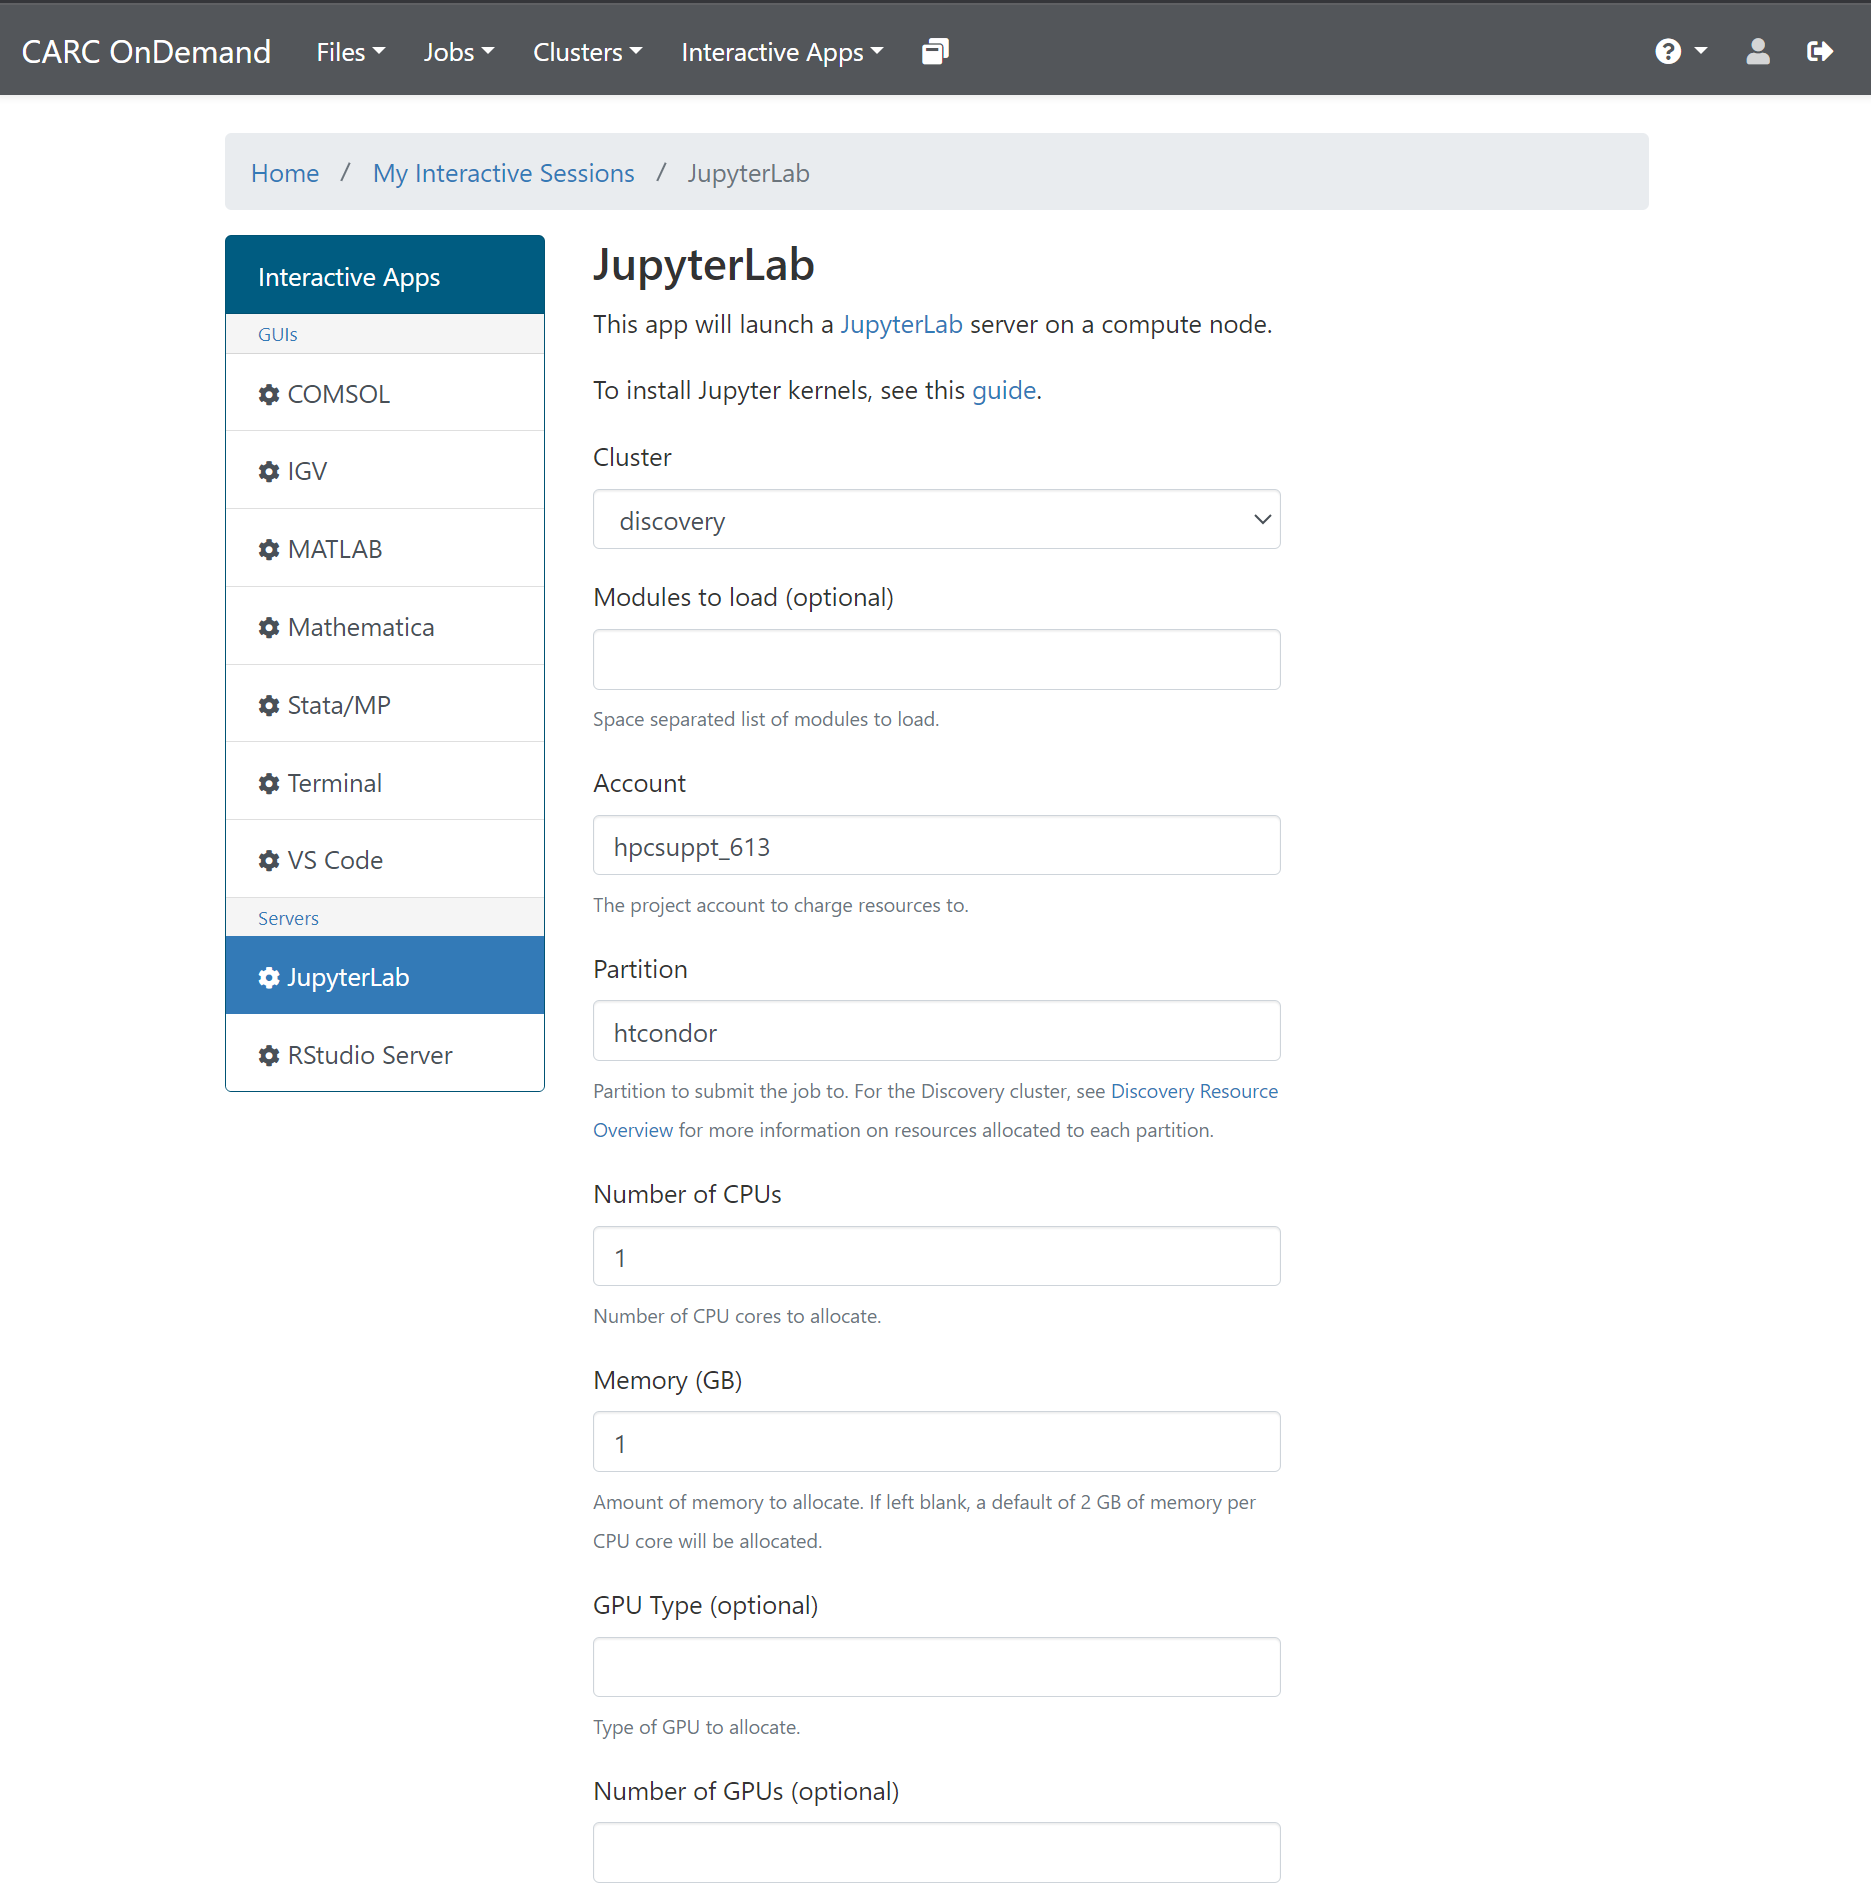 CARC OnDemand Files Jobs Clusters Interactive Apps
Home / My Interactive Sessions / JupyterLab
Interactive Apps
GUIs
COMSOL
IGV
MATLAB
Mathematica
Stata/MP
Terminal
VS Code
Servers
JupyterLab
RStudio Server
JupyterLab
This app will launch a JupyterLab server on a compute node.
To install Jupyter kernels, see this guide.
Cluster
discovery
Modules to load (optional)
Space separated list of modules to load.
Account
hpcsuppt_613
The project account to charge resources to.
Partition
htcondor
Partition to submit the job to. For the Discovery cluster, see Discovery Resource
Overview for more information on resources allocated to each partition.
Number of CPUs
1
Number of CPU cores to allocate.
Memory (GB)
1
Amount of memory to allocate. If left blank, a default of 2 GB of memory per
CPU core will be allocated.
GPU Type (optional)
Type of GPU to allocate.
Number of GPUs (optional)